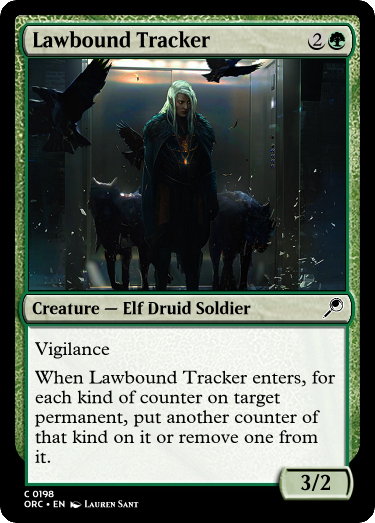 Lawbound Tracker 2
Creature — Elf Druid Soldier
Vigilance
When Lawbound Tracker enters, for
each kind of counter on target
permanent, put another counter of
that kind on it or remove one from
it.
3/2
C 0198
ORC • EN Lauren Sant